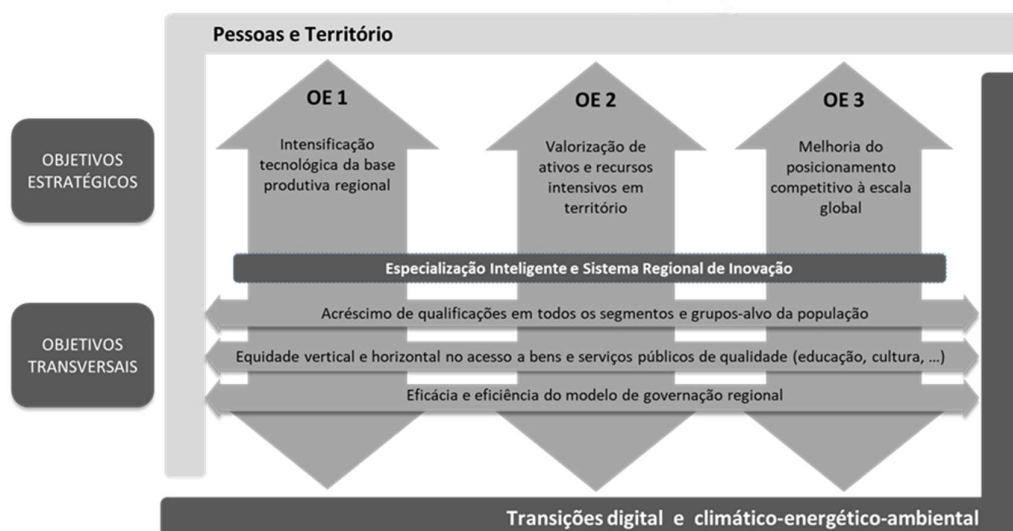 Pessoas e Território
OBJETIVOS
ESTRATÉGICOS
OE 1
Intensificação
tecnológica da base
produtiva regional
OE 2
Valorização de
ativos e recursos
intensivos em
território
OE 3
Melhoria do
posicionamento
competitivo à escala
global
Especialização Inteligente e Sistema Regional de Inovação
OBJETIVOS
TRANSVERSAIS
Acréscimo de qualificações em todos os segmentos e grupos-alvo da população
Equidade vertical e horizontal no acesso a bens e serviços públicos de qualidade (educação, cultura, ...)
Eficácia e eficiência do modelo de governação regional
Transições digital e climático-energético-ambiental